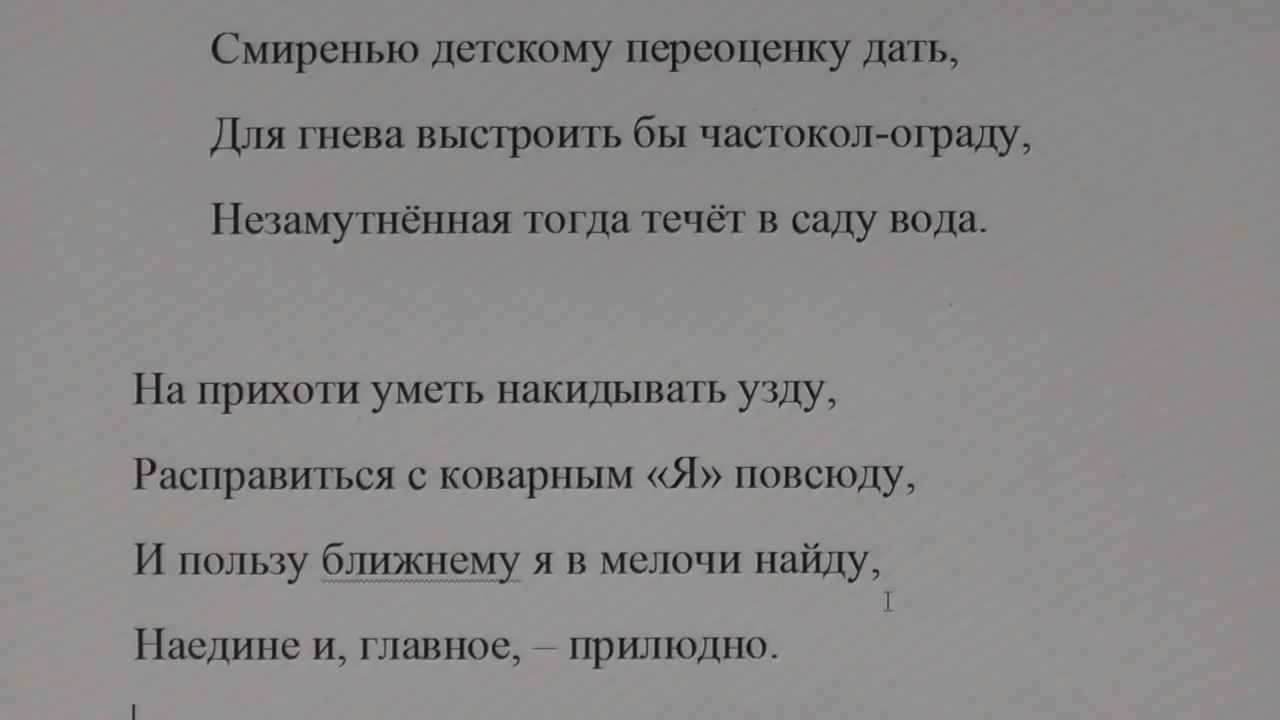 Смиренью детскому переоценку дать,
Для гнева выстроить бы частокол-ограду,
Незамутнённая тогда течёт в саду вода.
На прихоти уметь накидывать узду,
Расправиться с коварным «Я» повсюду,
И пользу ближнему я в мелочи найду,
Наедине и, главное, – прилюдно.